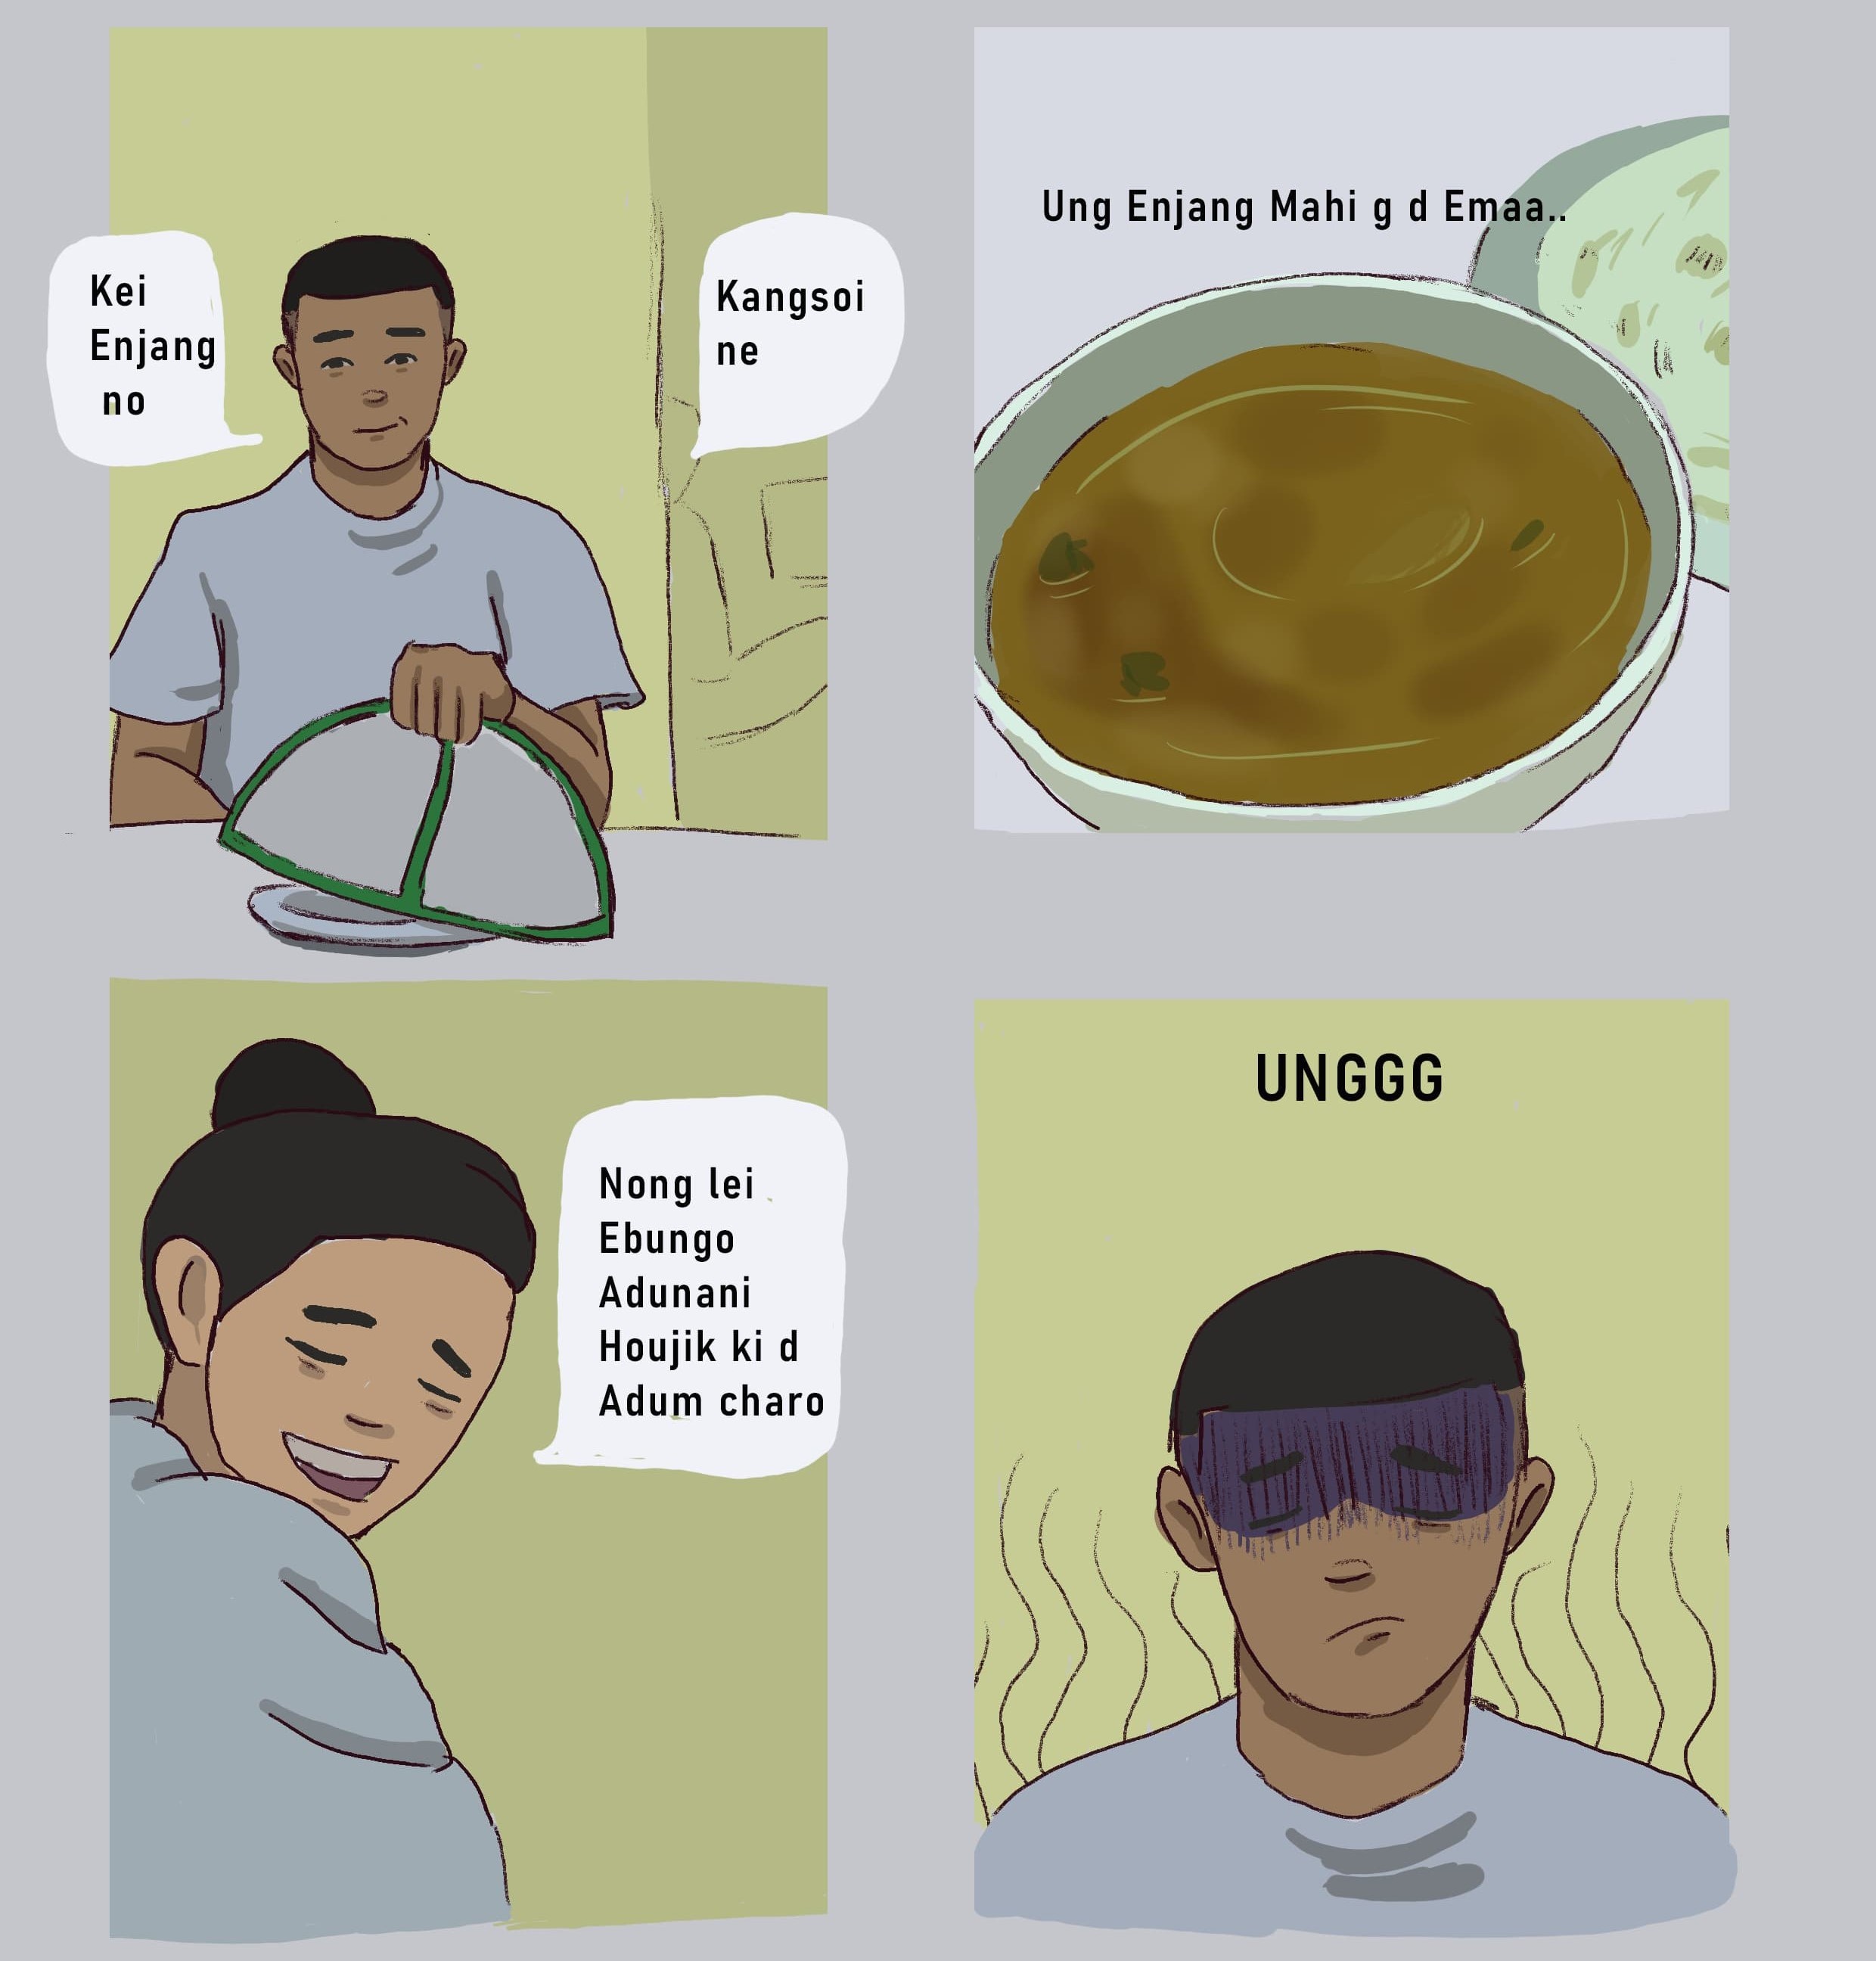 Kei
Enjang
no
Kangsoi
ne
Ung Enjang Mahi g d Emaa..
Nong lei
Ebungo
Adunani
Houjik ki d
Adum charo
UNGGG